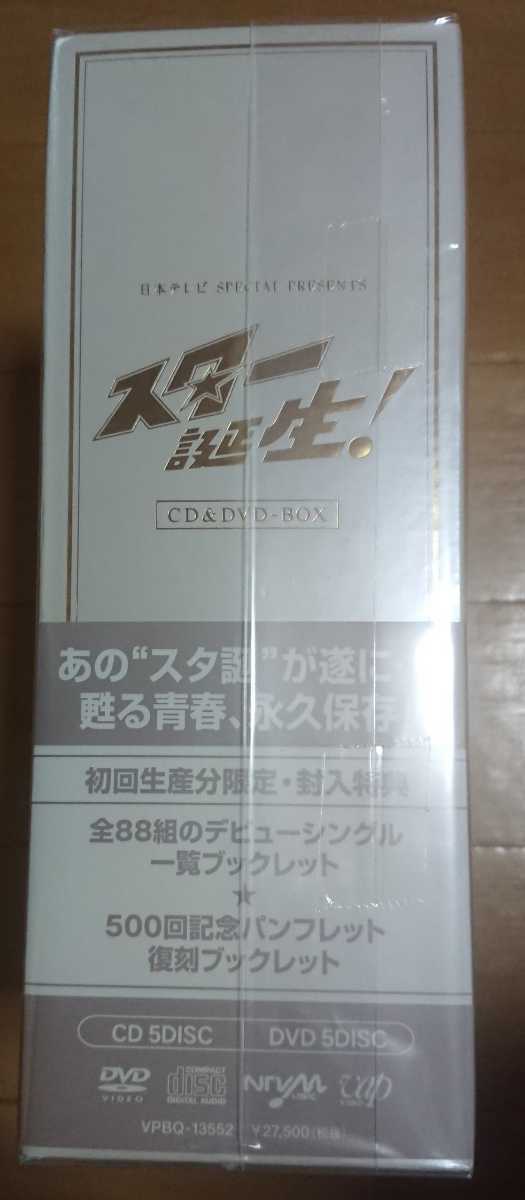 日本テレビ SPECIAL PRESENTS
スター
誕生!
CD&DVD-BOX
あの“スタ誕”が遂に
甦る青春、永久保存
初回生産分限定・封入特典
全88組のデビューシングル
一覧ブックレット
★
500回記念パンフレット
復刻ブックレット
CD 5DISC DVD 5DISC
DVD VIDEO COMPACT disc DIGITAL AUDIO vap
VPBQ-13552 ¥27,500(税抜)